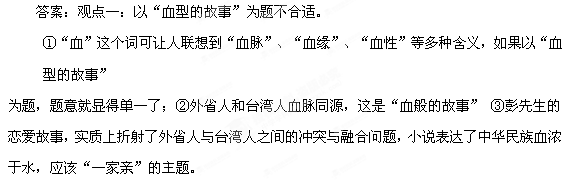 答案：观点一：以“血型的故事”为题不合适。
①“血”这个词可让人联想到“血脉”、“血缘”、“血性”等多种含义，如果以“血
型的故事”
为题，题意就显得单一了；②外省人和台湾人血脉同源，这是“血般的故事” ③彭先生的
恋爱故事，实质上折射了外省人与台湾人之间的冲突与融合问题，小说表达了中华民族血浓
于水，应该“一家亲”的主题。